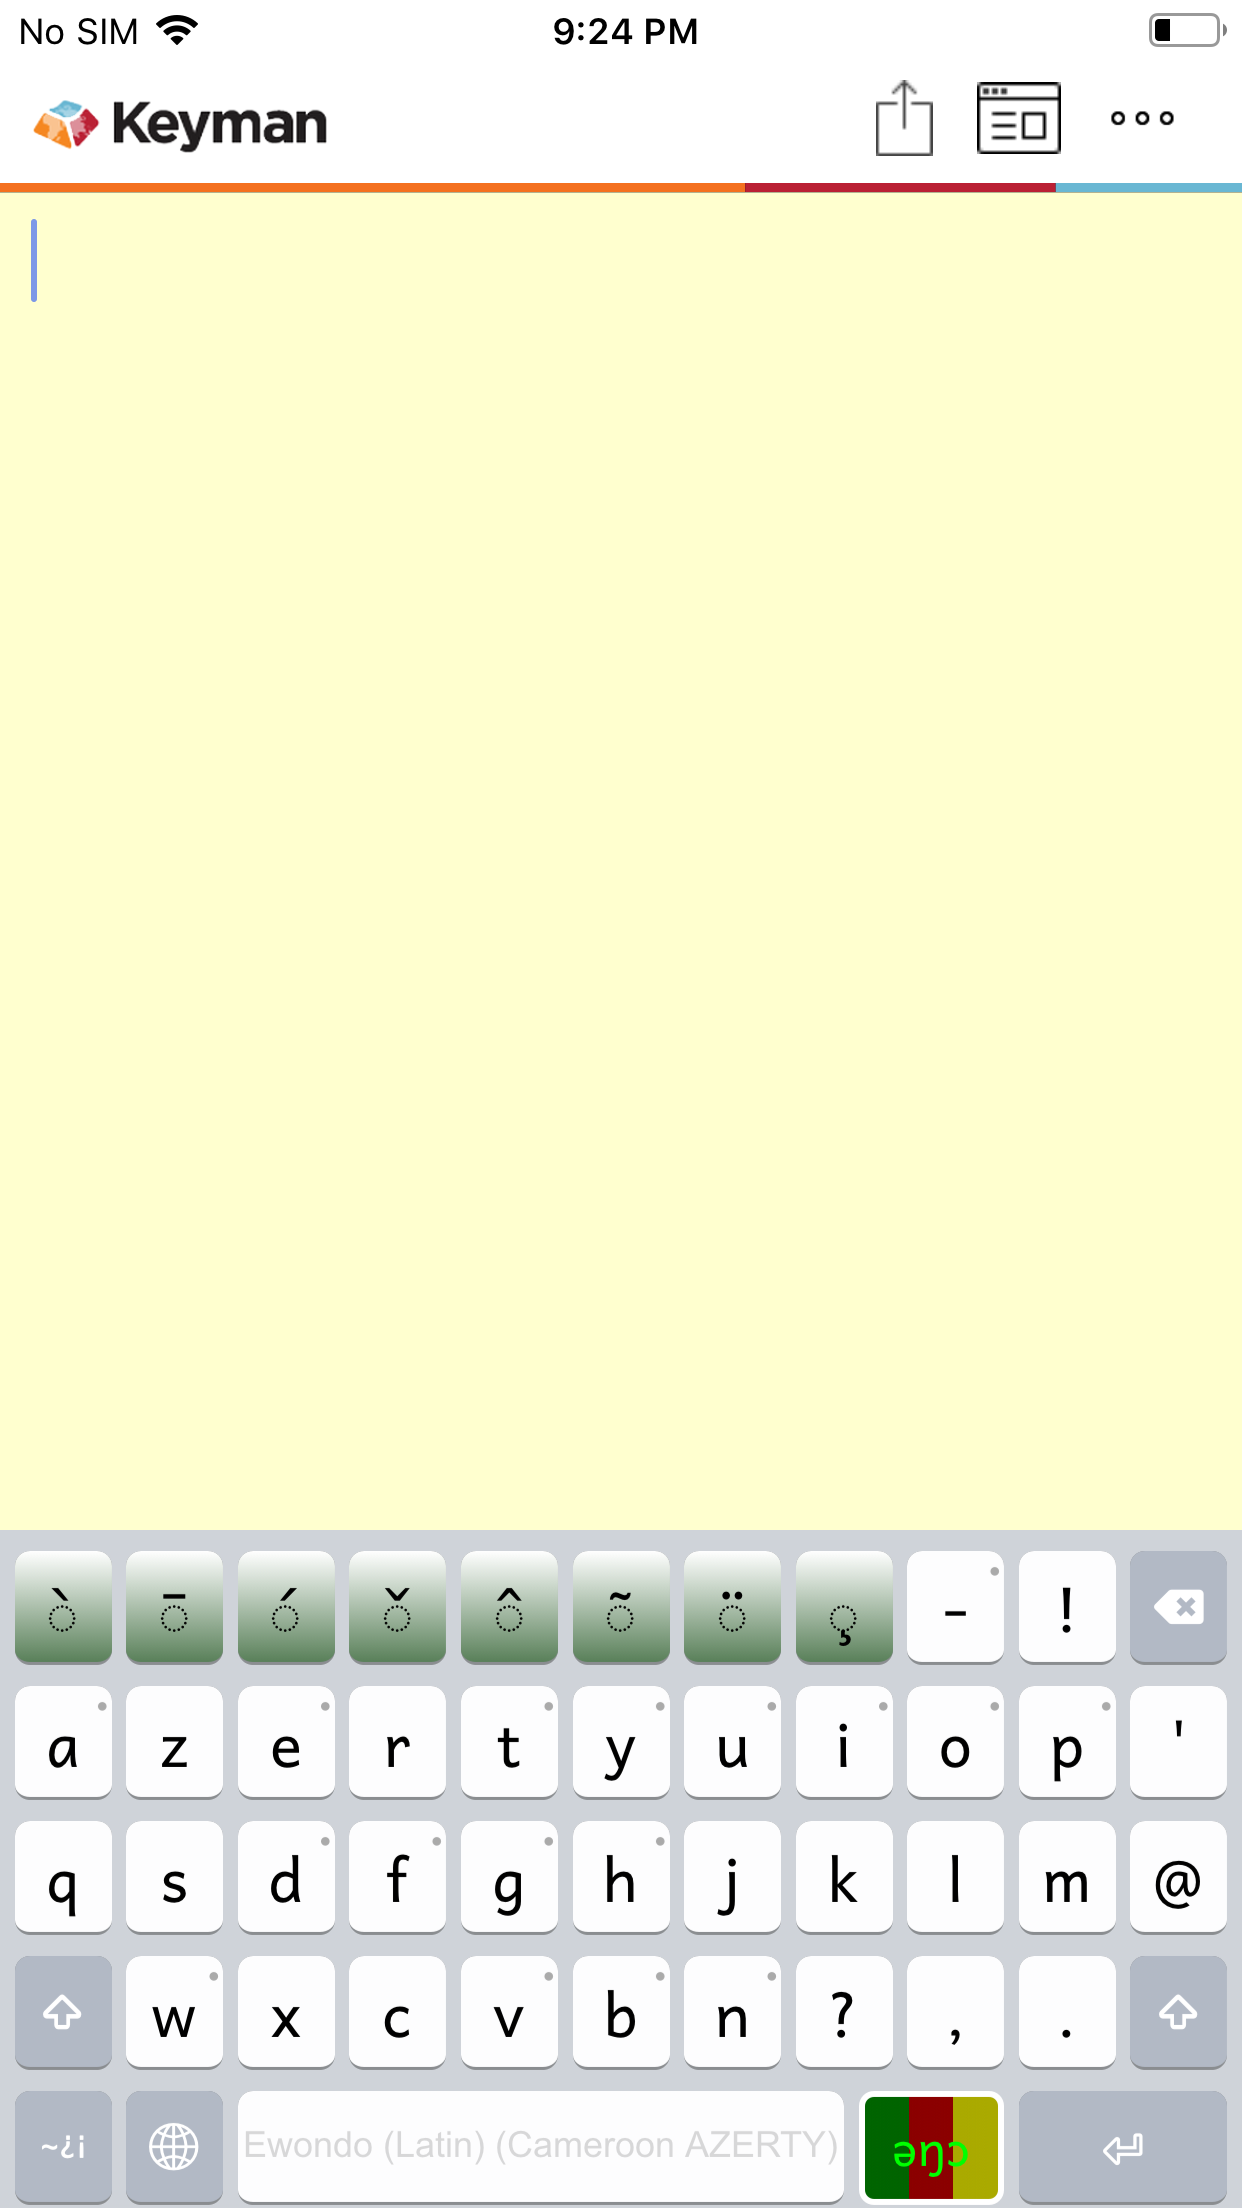 No SIM 9:24 PM
Keyman
◌̀ ◌̄ ◌́ ◌̌ ◌̂ ◌̃ ◌̈ ◌̧ - !
a z e r t y u i o p '
q s d f g h j k l m @
w x c v b n ? , .
~¿¡ Ewondo (Latin) (Cameroon AZERTY) əŋɔ